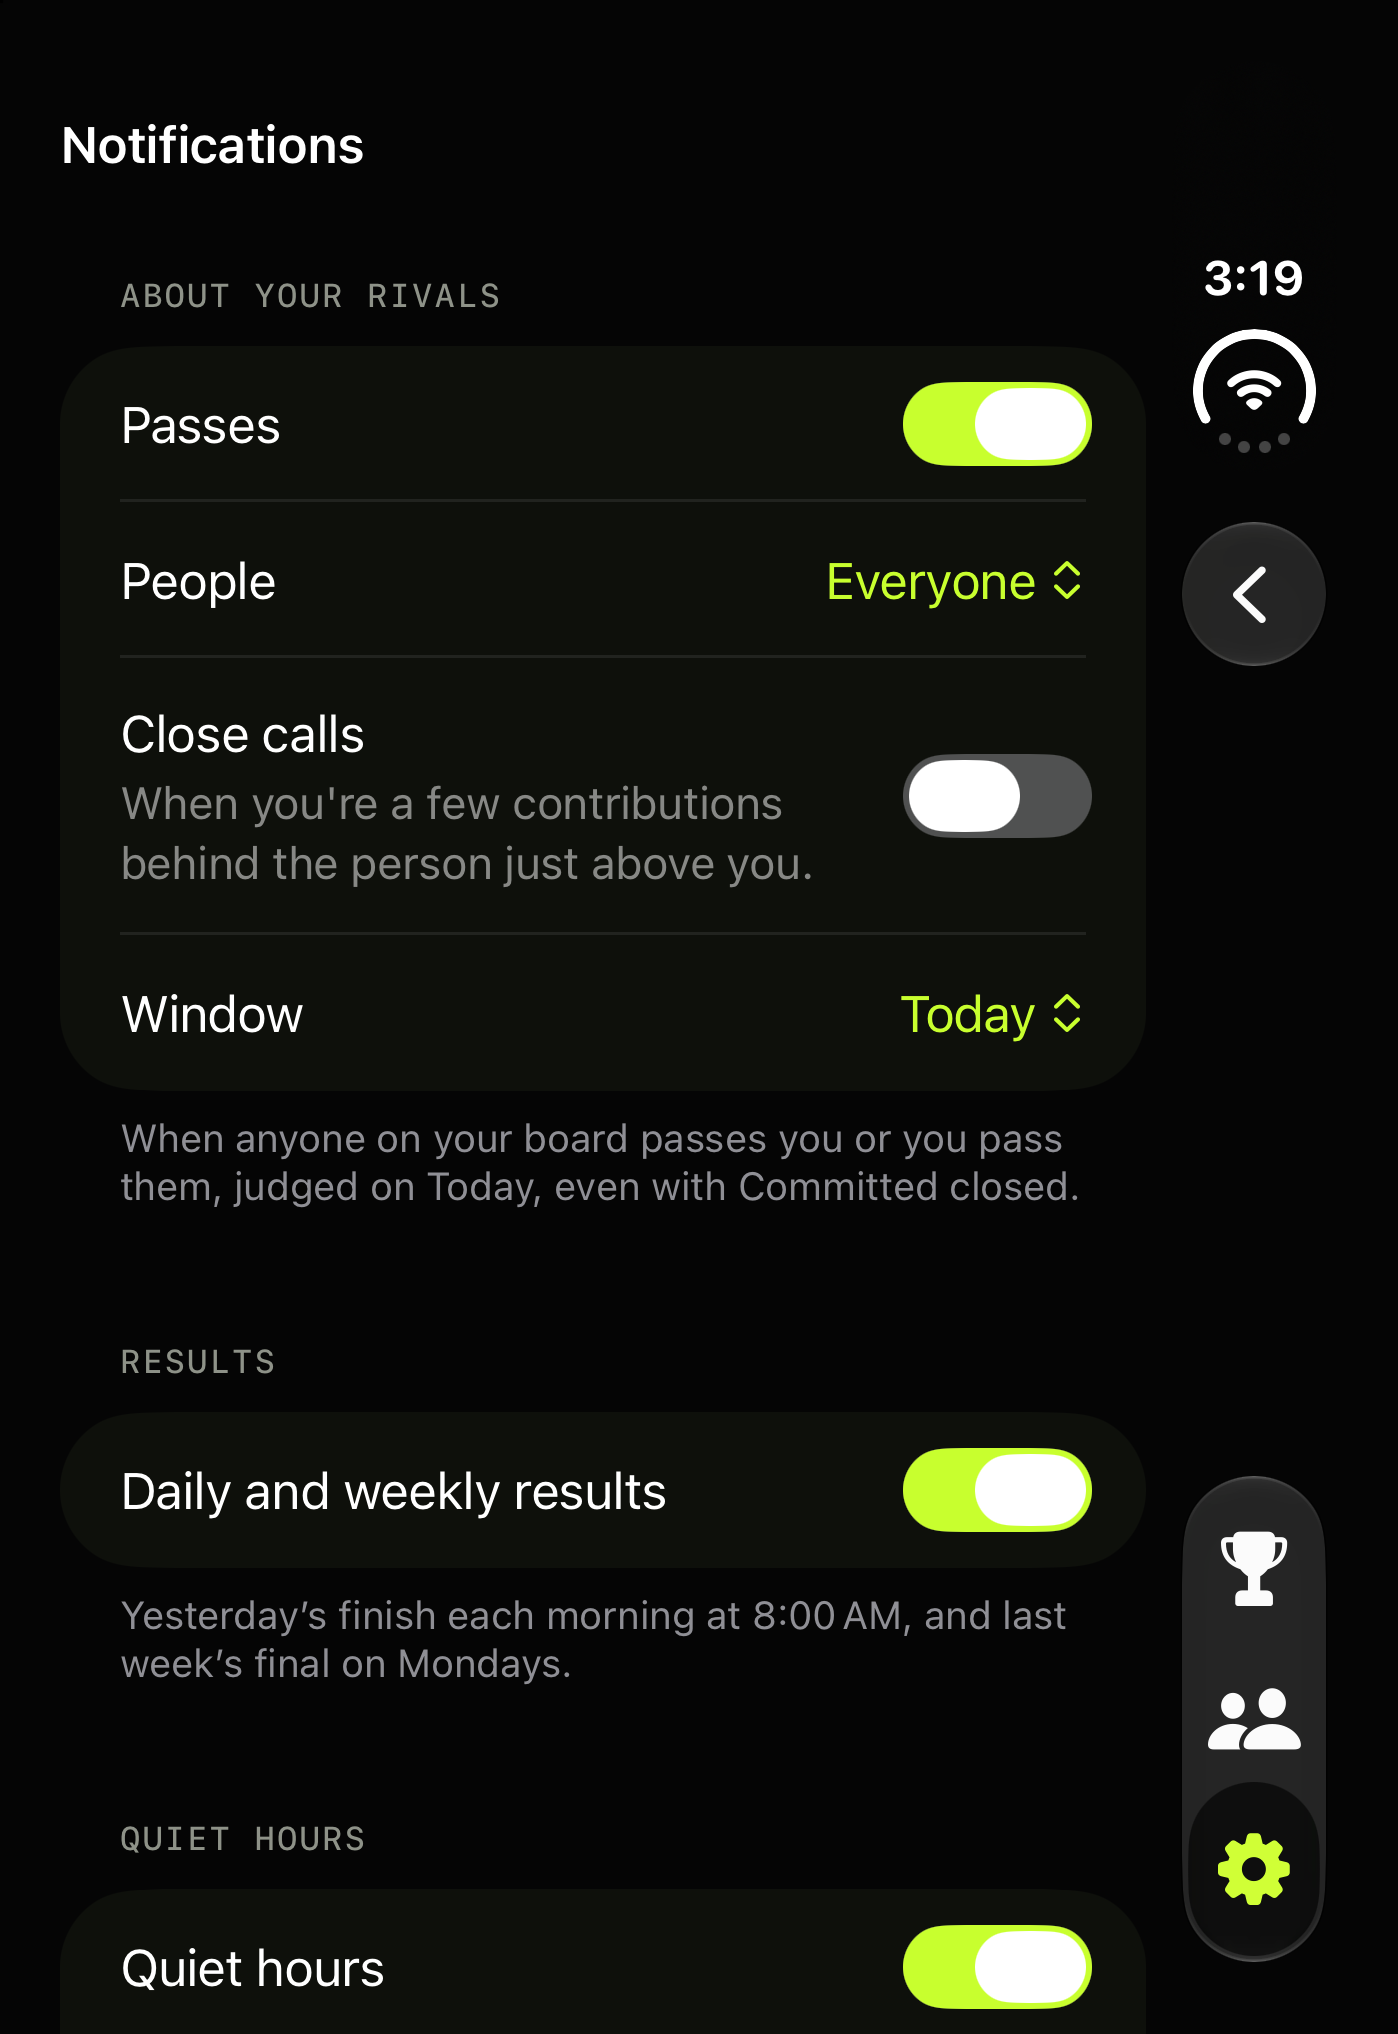 Notifications
3:19
ABOUT YOUR RIVALS
Passes
People
Everyone
Close calls
When you're a few contributions
behind the person just above you.
Window
Today
When anyone on your board passes you or you pass
them, judged on Today, even with Committed closed.
RESULTS
Daily and weekly results
Yesterday’s finish each morning at 8:00 AM, and last
week’s final on Mondays.
QUIET HOURS
Quiet hours